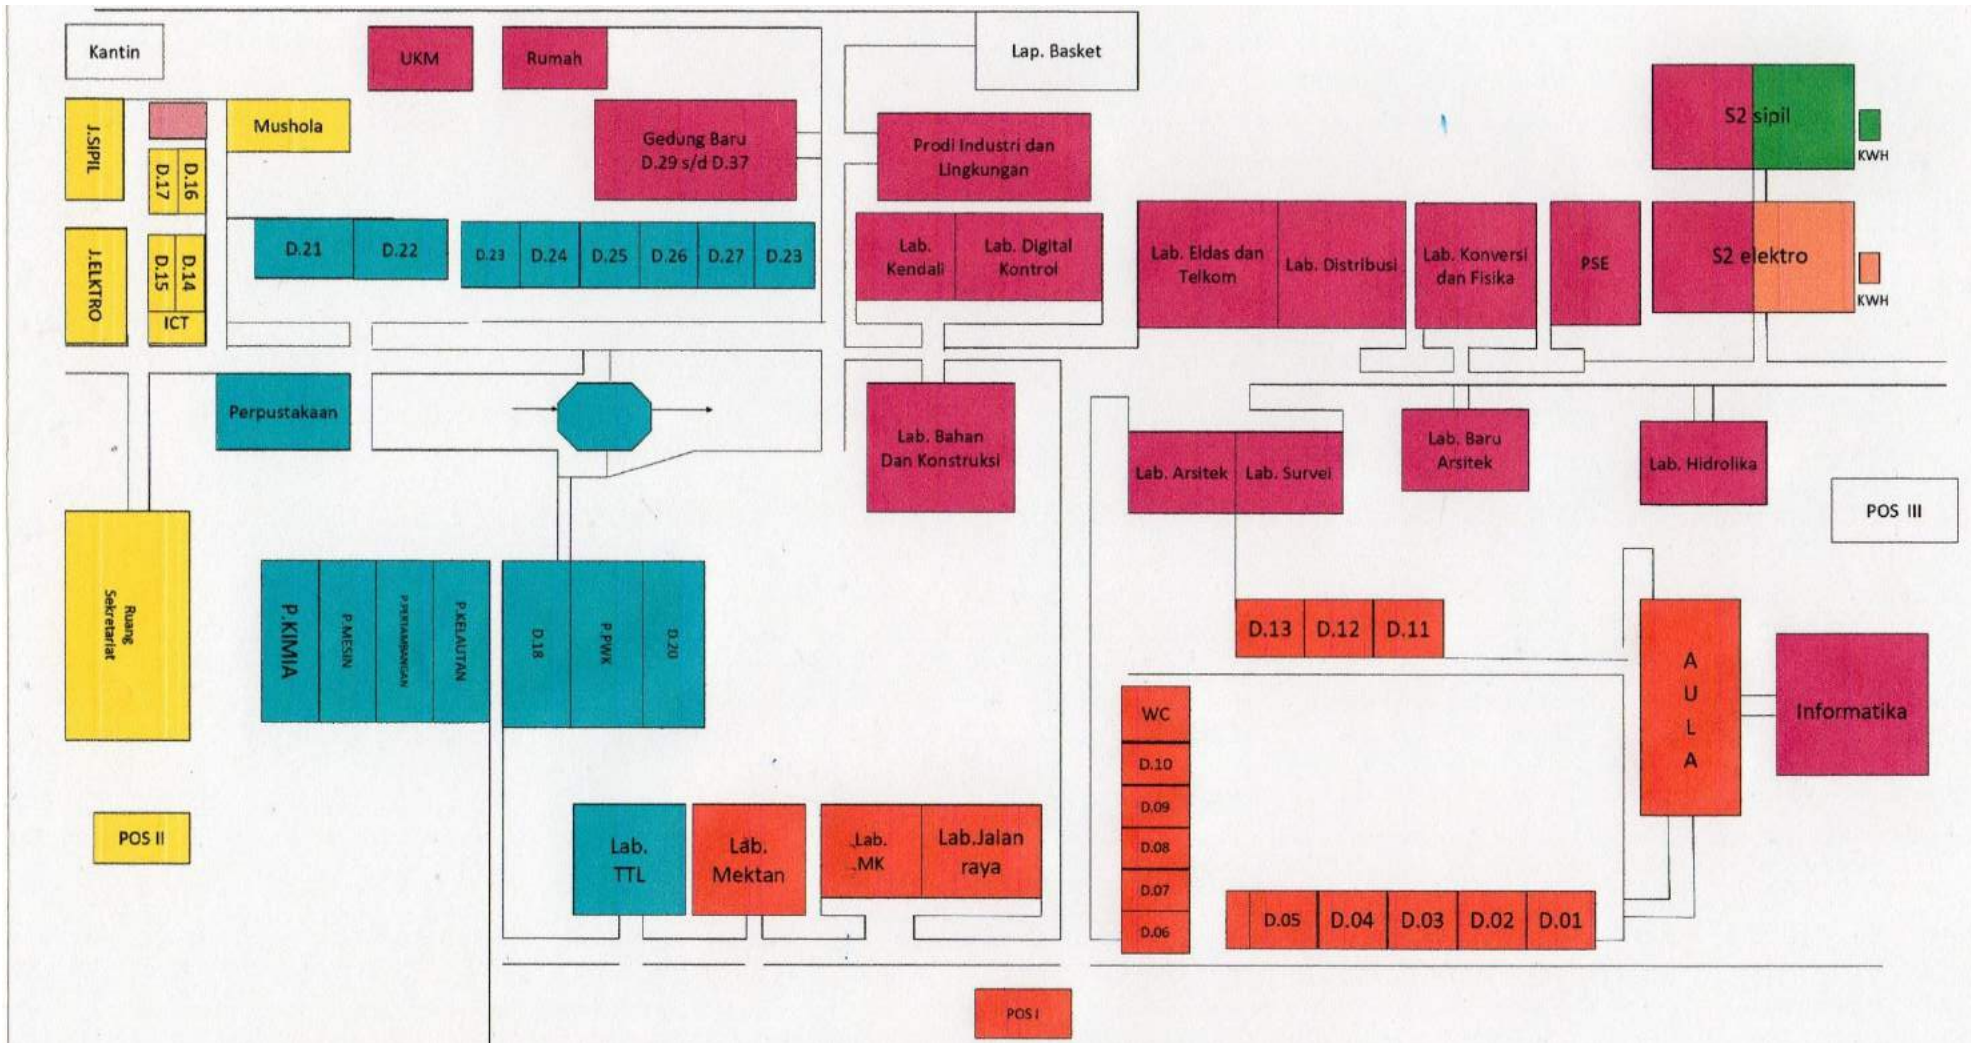 Kantin
UKM
Rumah
Lap. Basket
J.SIPIL
D.17
D.16
Mushola
Gedung Baru
D.29 s/d D.37
Prodi Industri dan
Lingkungan
S2 sipil
KWH
J.ELKTRO
D.15
D.14
ICT
D.21
D.22
D.23
D.24
D.25
D.26
D.27
D.23
Lab.
Kendali
Lab. Digital
Kontrol
Lab. Eldas dan
Telkom
Lab. Distribusi
Lab. Konversi
dan Fisika
PSE
S2 elektro
KWH
Perpustakaan
Lab. Bahan
Dan Konstruksi
Lab. Arsitek
Lab. Survei
Lab. Baru
Arsitek
Lab. Hidrolika
POS III
Ruang
Sekretariat
P.KIMIA
P.MESIN
P.PERTAMBANGAN
P.KELAUTAN
D.18
P.PWK
D.20
D.13
D.12
D.11
AULA
Informatika
WC
D.10
D.09
D.08
D.07
D.06
POS II
Lab.
TTL
Lab.
Mektan
Lab.
.MK
Lab.Jalan
raya
D.05
D.04
D.03
D.02
D.01
POS I